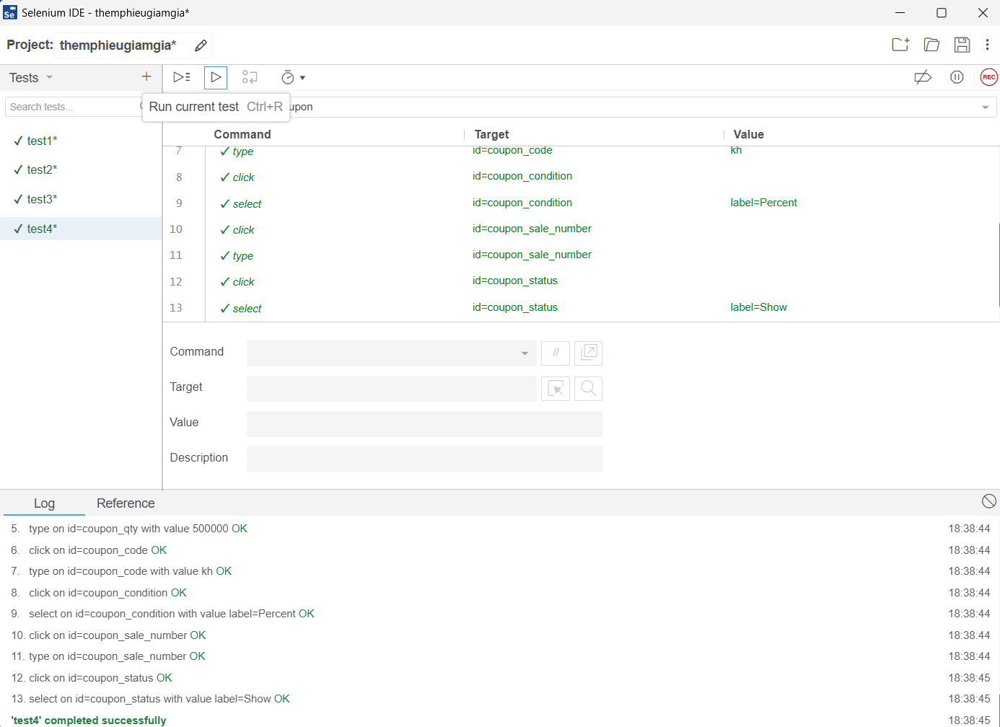 Selenium IDE - themphieugiamgia*
Project: themphieugiamgia*
Tests
Search tests...
Run current test Ctrl+R
upon
test1*
test2*
test3*
test4*
Command Target Value
7 type id=coupon_code kh
8 click id=coupon_condition
9 select id=coupon_condition label=Percent
10 click id=coupon_sale_number
11 type id=coupon_sale_number
12 click id=coupon_status
13 select id=coupon_status label=Show
Command //
Target
Value
Description
REC
Log Reference
5. type on id=coupon_qty with value 500000 OK 18:38:44
6. click on id=coupon_code OK 18:38:44
7. type on id=coupon_code with value kh OK 18:38:44
8. click on id=coupon_condition OK 18:38:44
9. select on id=coupon_condition with value label=Percent OK 18:38:44
10. click on id=coupon_sale_number OK 18:38:44
11. type on id=coupon_sale_number OK 18:38:44
12. click on id=coupon_status OK 18:38:45
13. select on id=coupon_status with value label=Show OK 18:38:45
'test4' completed successfully 18:38:45